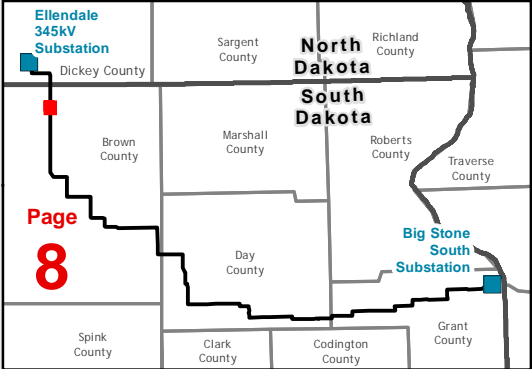 Ellendale
345kV
Substation
Dickey County
Sargent
County
North
Dakota
Richland
County
South
Dakota
Brown
County
Marshall
County
Roberts
County
Traverse
County
Page
8
Big Stone
South
Substation
Day
County
Spink
County
Clark
County
Codington
County
Grant
County